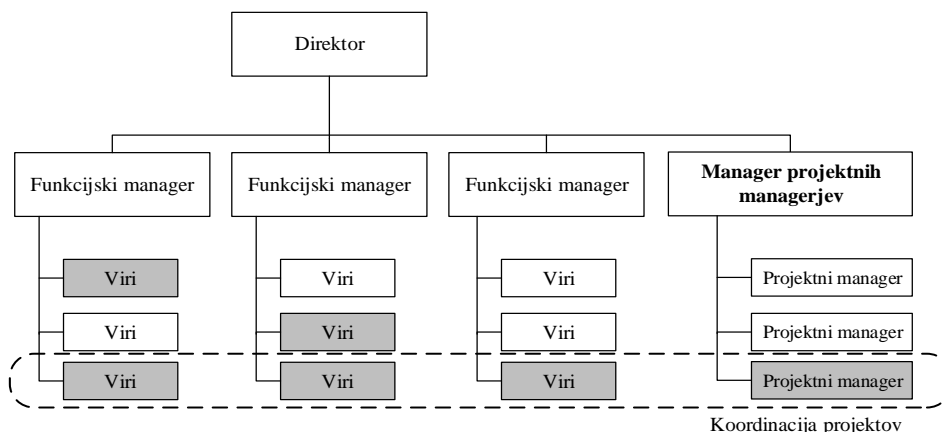 Direktor
Funkcijski manager
Funkcijski manager
Funkcijski manager
Manager projektnih
managerjev
Viri
Viri
Viri
Projektni manager
Viri
Viri
Viri
Projektni manager
Viri
Viri
Viri
Projektni manager
Koordinacija projektov